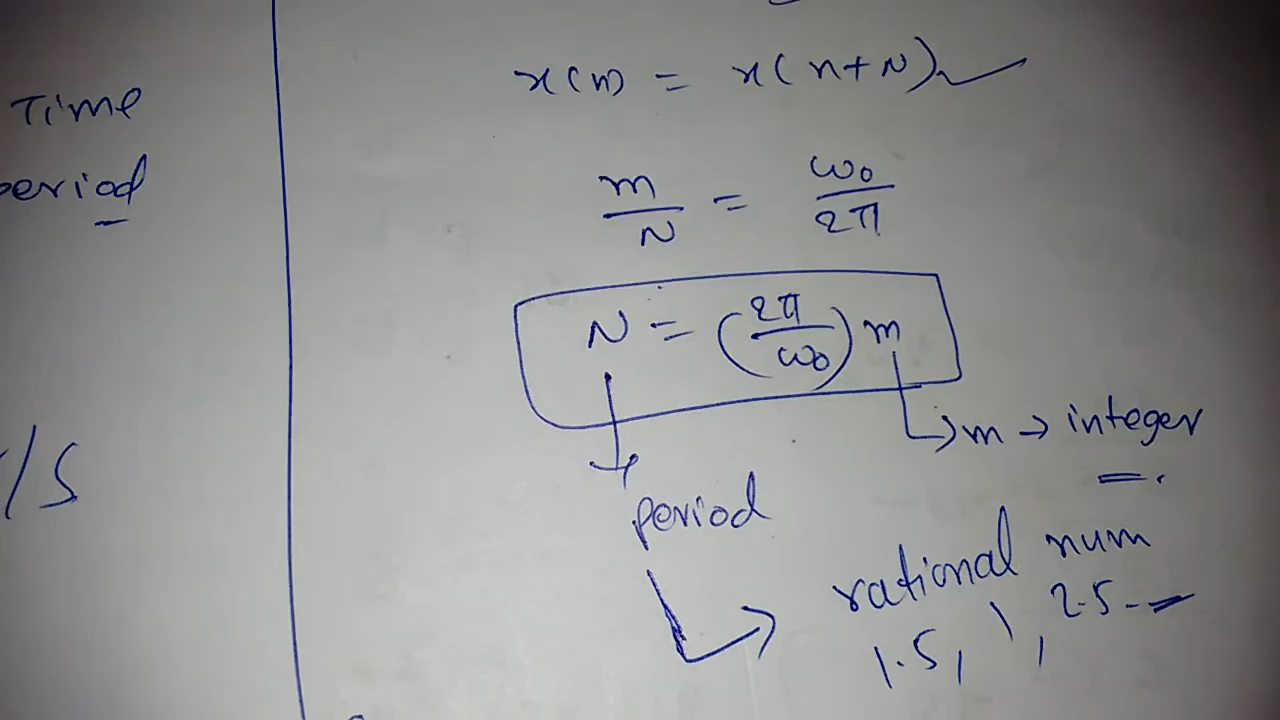 Time
period
/S
x(n) = x(n+N)
m/N = ω₀/2π
N = (2π/ω₀) m
m → integer
period
rational num
1.5, 1, 2.5